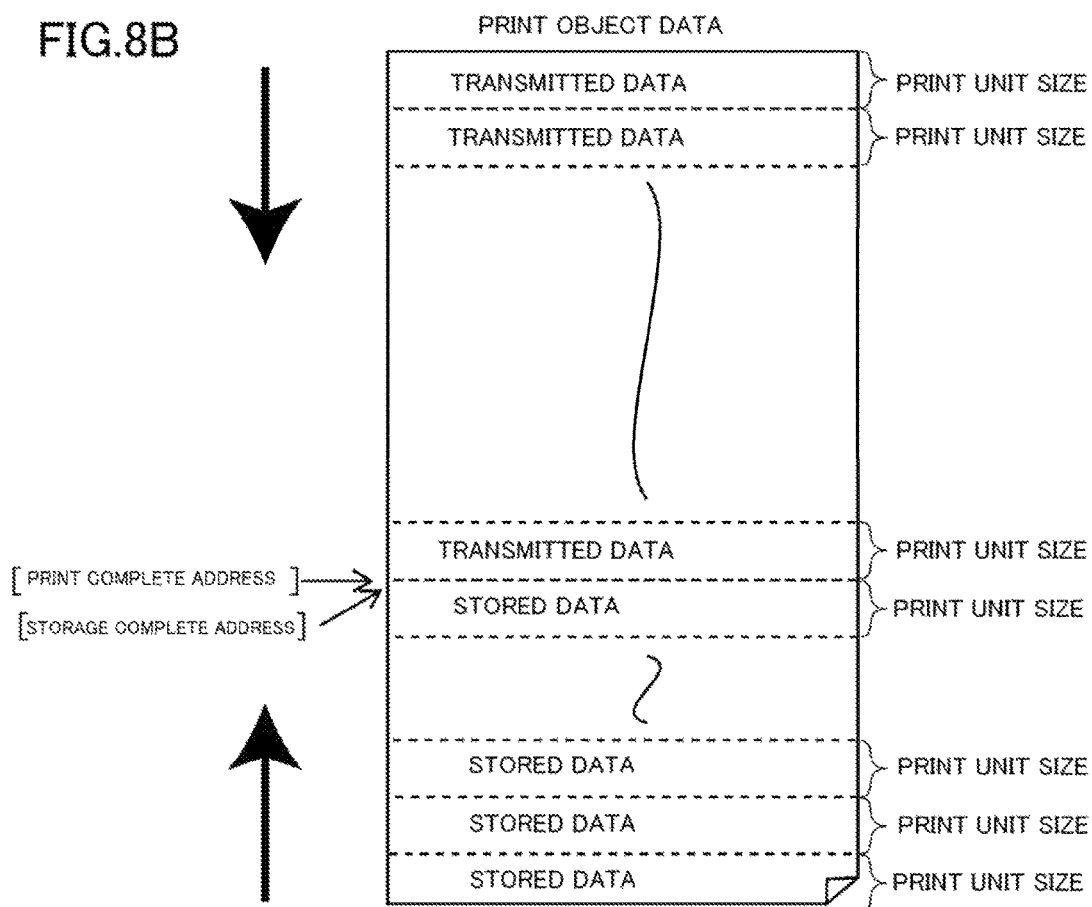 FIG.8B
PRINT OBJECT DATA
TRANSMITTED DATA PRINT UNIT SIZE
TRANSMITTED DATA PRINT UNIT SIZE
TRANSMITTED DATA PRINT UNIT SIZE
[ PRINT COMPLETE ADDRESS ]
STORED DATA PRINT UNIT SIZE
[STORAGE COMPLETE ADDRESS]
STORED DATA PRINT UNIT SIZE
STORED DATA PRINT UNIT SIZE
STORED DATA PRINT UNIT SIZE